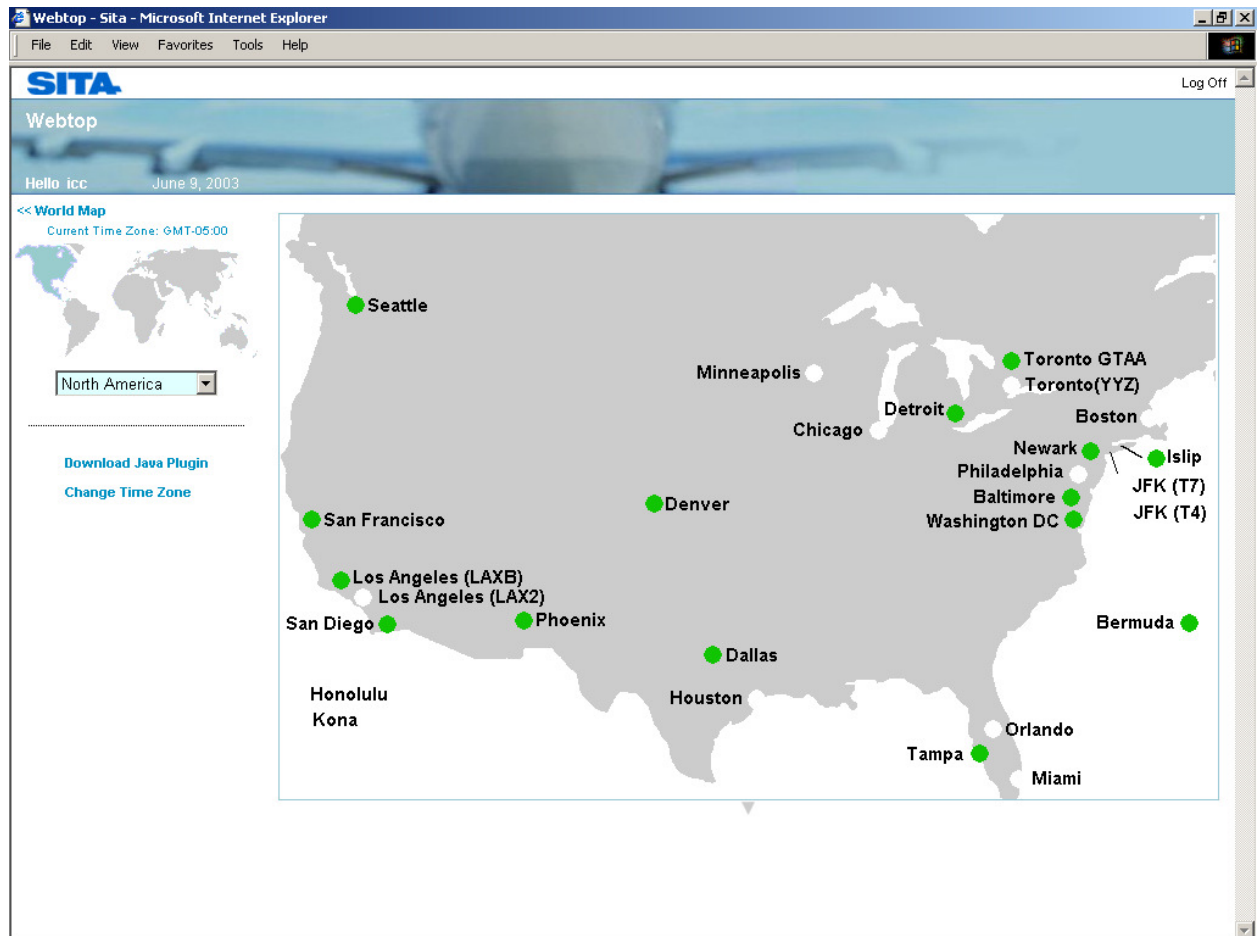 Webtop - Sita - Microsoft Internet Explorer
File Edit View Favorites Tools Help
SITA
Log Off
Webtop
Hello icc June 9, 2003
<< World Map
Current Time Zone: GMT-05:00
North America
Download Java Plugin
Change Time Zone
Seattle
Toronto GTAA
Minneapolis
Toronto(YYZ)
Detroit
Boston
Chicago
Newark
Islip
Philadelphia
JFK (T7)
Baltimore
Denver
JFK (T4)
San Francisco
Washington DC
Los Angeles (LAXB)
Los Angeles (LAX2)
San Diego
Phoenix
Bermuda
Dallas
Honolulu
Houston
Kona
Orlando
Tampa
Miami